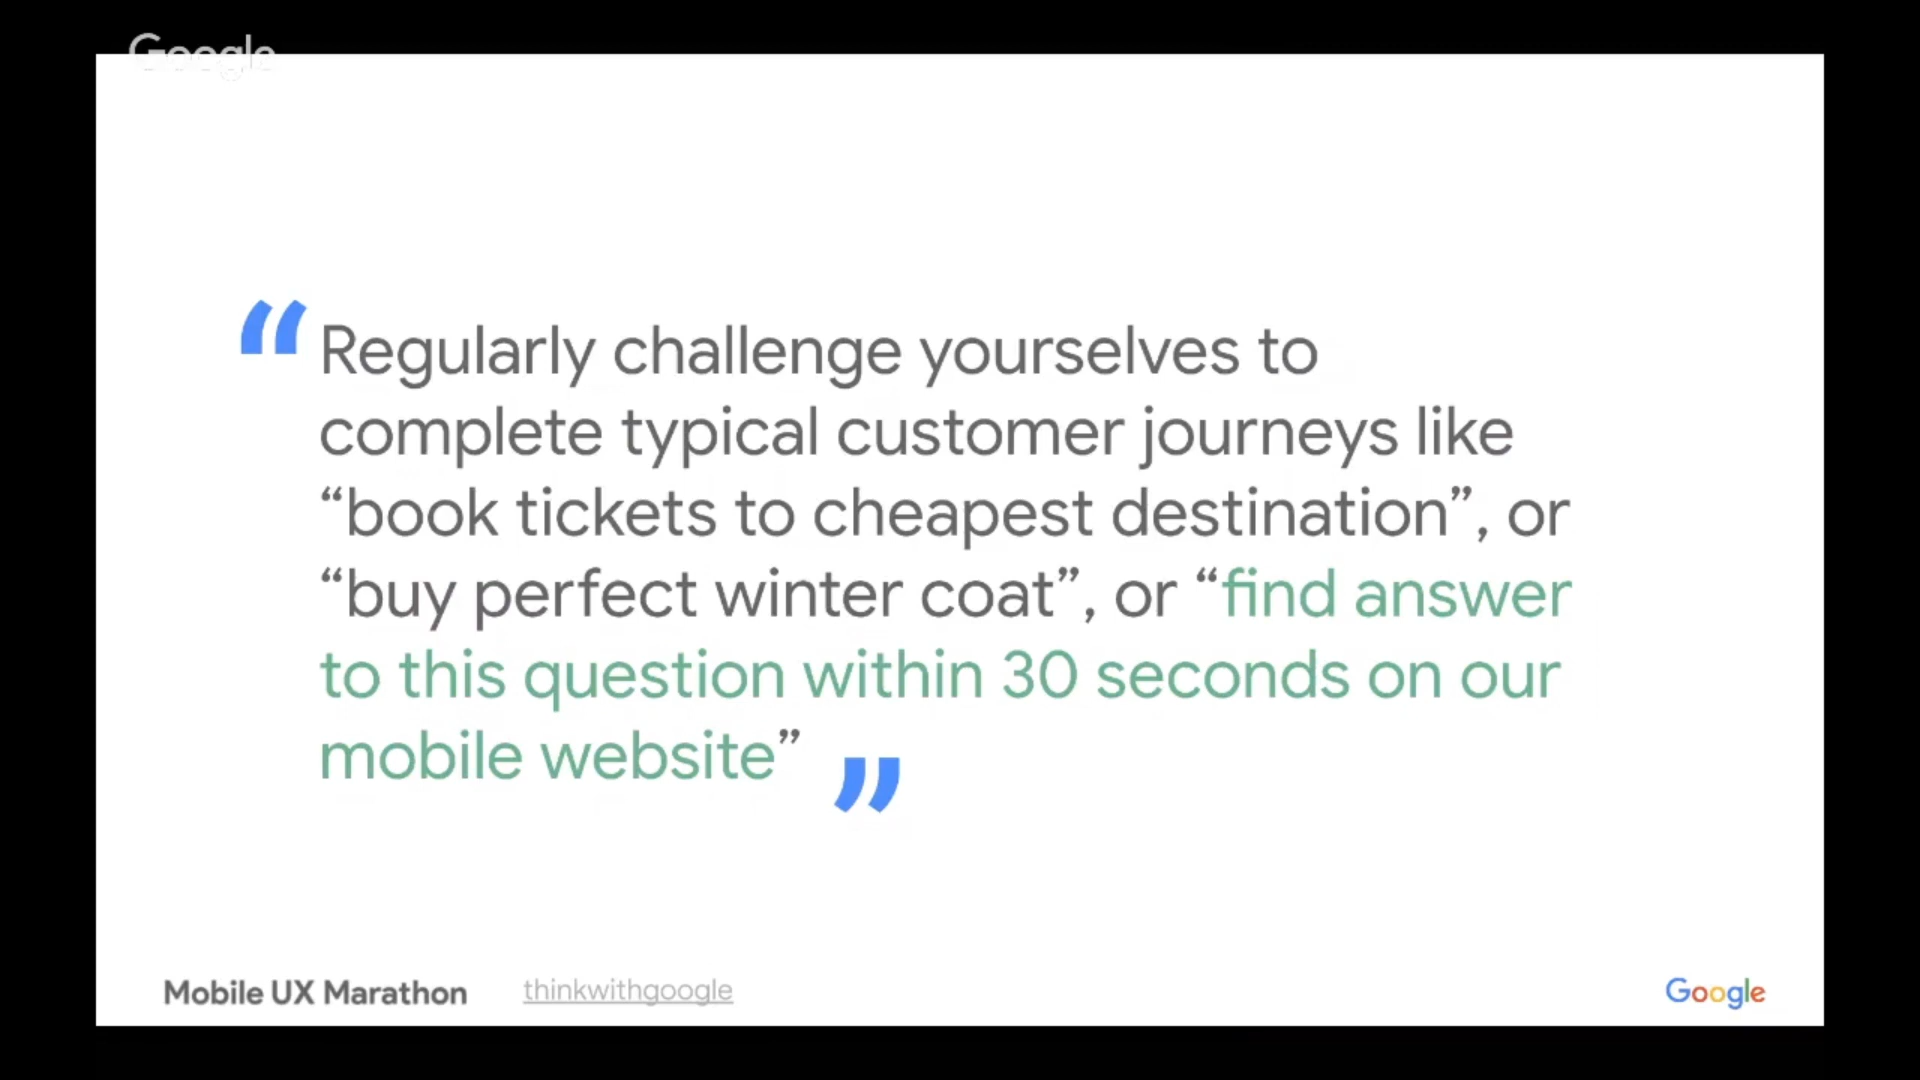 Google
“Regularly challenge yourselves to
complete typical customer journeys like
“book tickets to cheapest destination”, or
“buy perfect winter coat”, or “find answer
to this question within 30 seconds on our
mobile website” ”
Mobile UX Marathon thinkwithgoogle Google